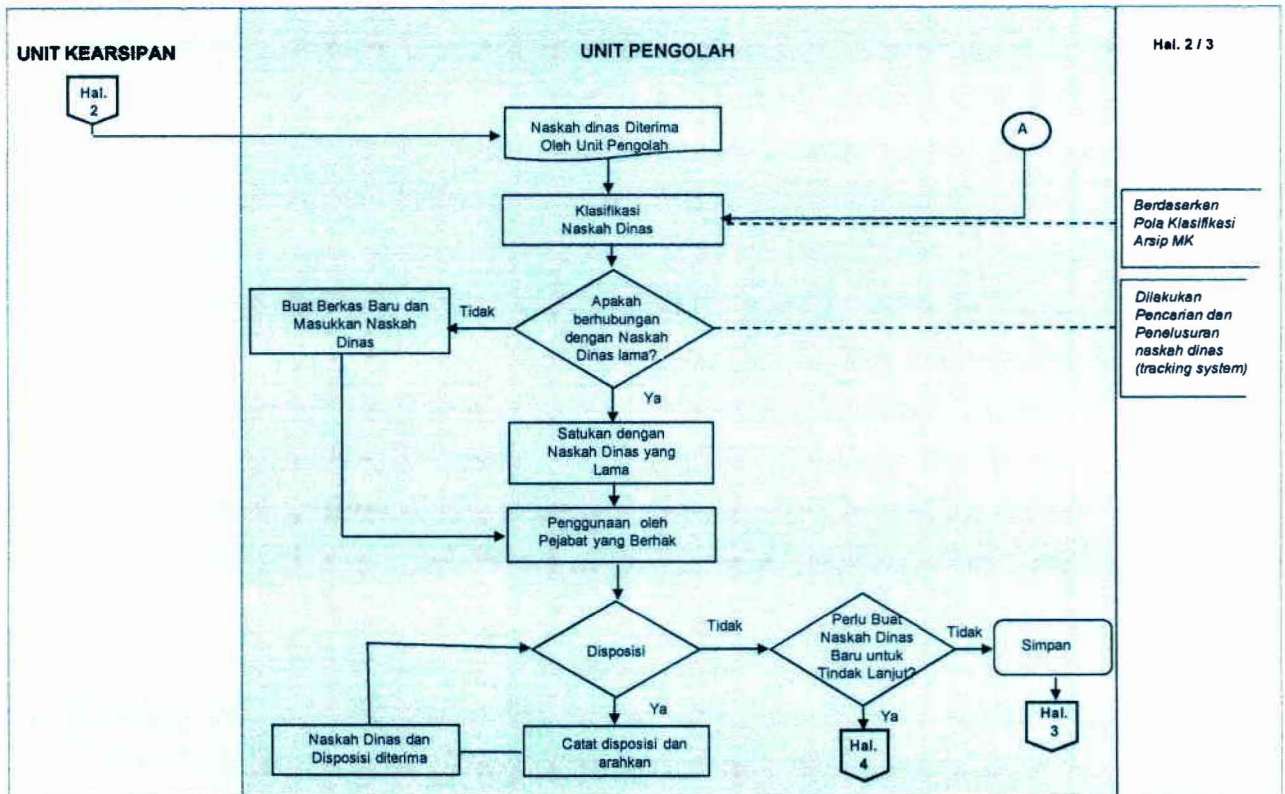 UNIT KEARSIPAN
UNIT PENGOLAH
Hal. 2 / 3
Hal.
2
Naskah dinas Diterima
Oleh Unit Pengolah
A
Klasifikasi
Naskah Dinas
Berdaserkan
Pola Klasifikasi
Arsip MK
Buat Berkas Baru dan
Masukkan Naskah
Dinas
Tidak
Apakah
berhubungan
dengan Naskah
Dinas lama?
Dilakukan
Pencarian dan
Penelusuran
naskah dinas
(tracking system)
Ya
Satukan dengan
Naskah Dinas yang
Lama
Penggunaan oleh
Pejabat yang Berhak
Disposisi
Tidak
Perlu Buat
Naskah Dinas
Baru untuk
Tindak Lanjut?
Tidak
Simpan
Ya
Ya
Hal.
3
Naskah Dinas dan
Disposisi diterima
Catat disposisi dan
arahkan
Hal.
4